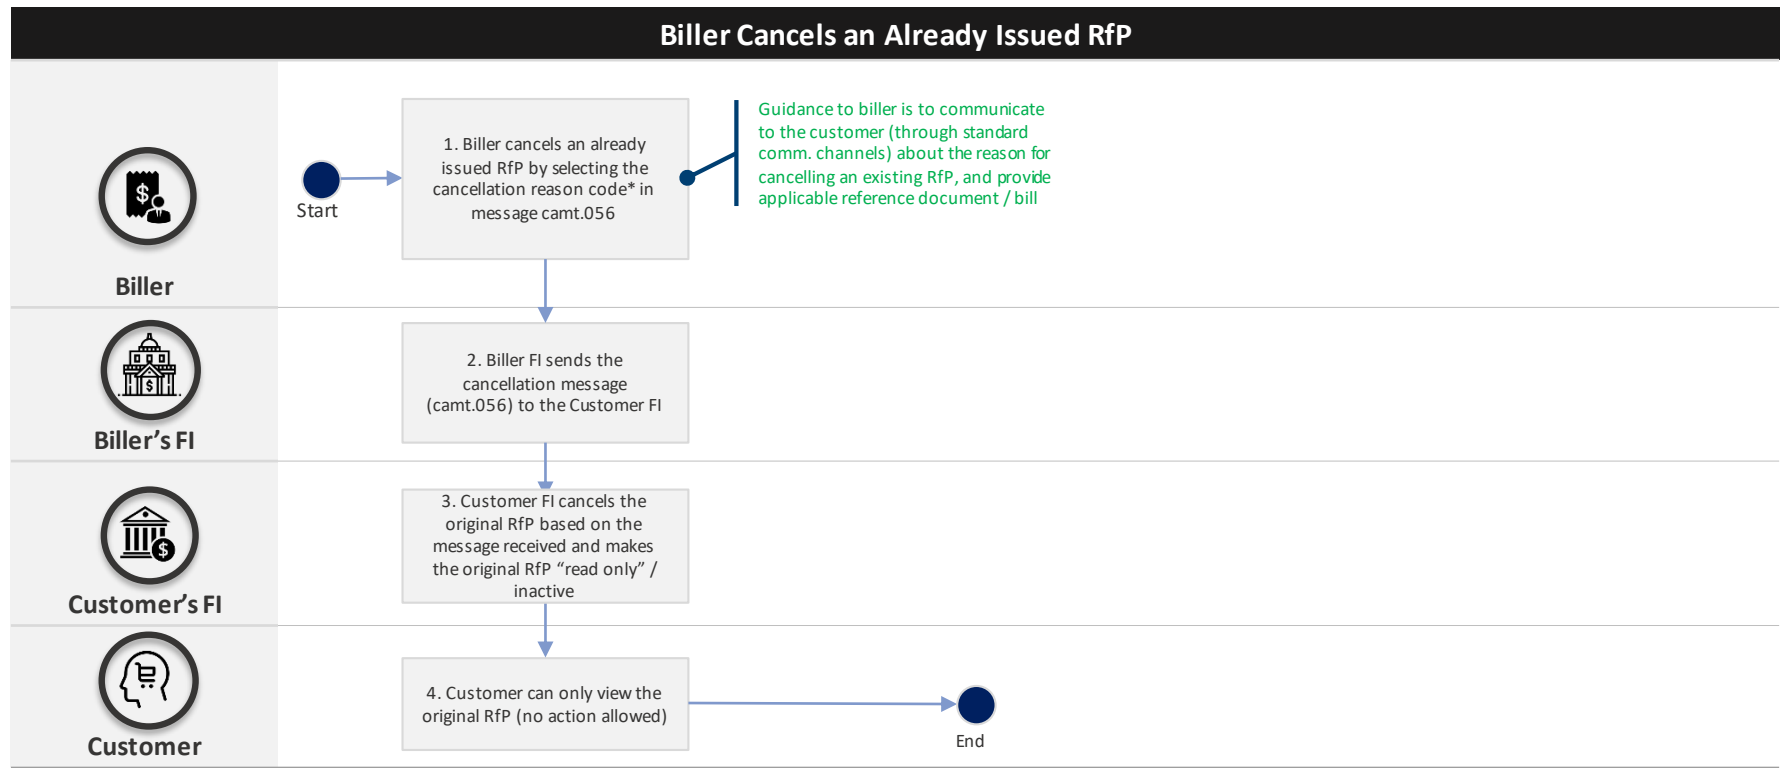 Biller Cancels an Already Issued RfP
Biller
Start
1. Biller cancels an already
issued RfP by selecting the
cancellation reason code* in
message camt.056
Guidance to biller is to communicate
to the customer (through standard
comm. channels) about the reason for
cancelling an existing RfP, and provide
applicable reference document / bill
$
Biller's FI
$
2. Biller FI sends the
cancellation message
(camt.056) to the Customer FI
Customer's FI
$
3. Customer FI cancels the
original RfP based on the
message received and makes
the original RfP “read only” /
inactive
Customer
4. Customer can only view the
original RfP (no action allowed)
End